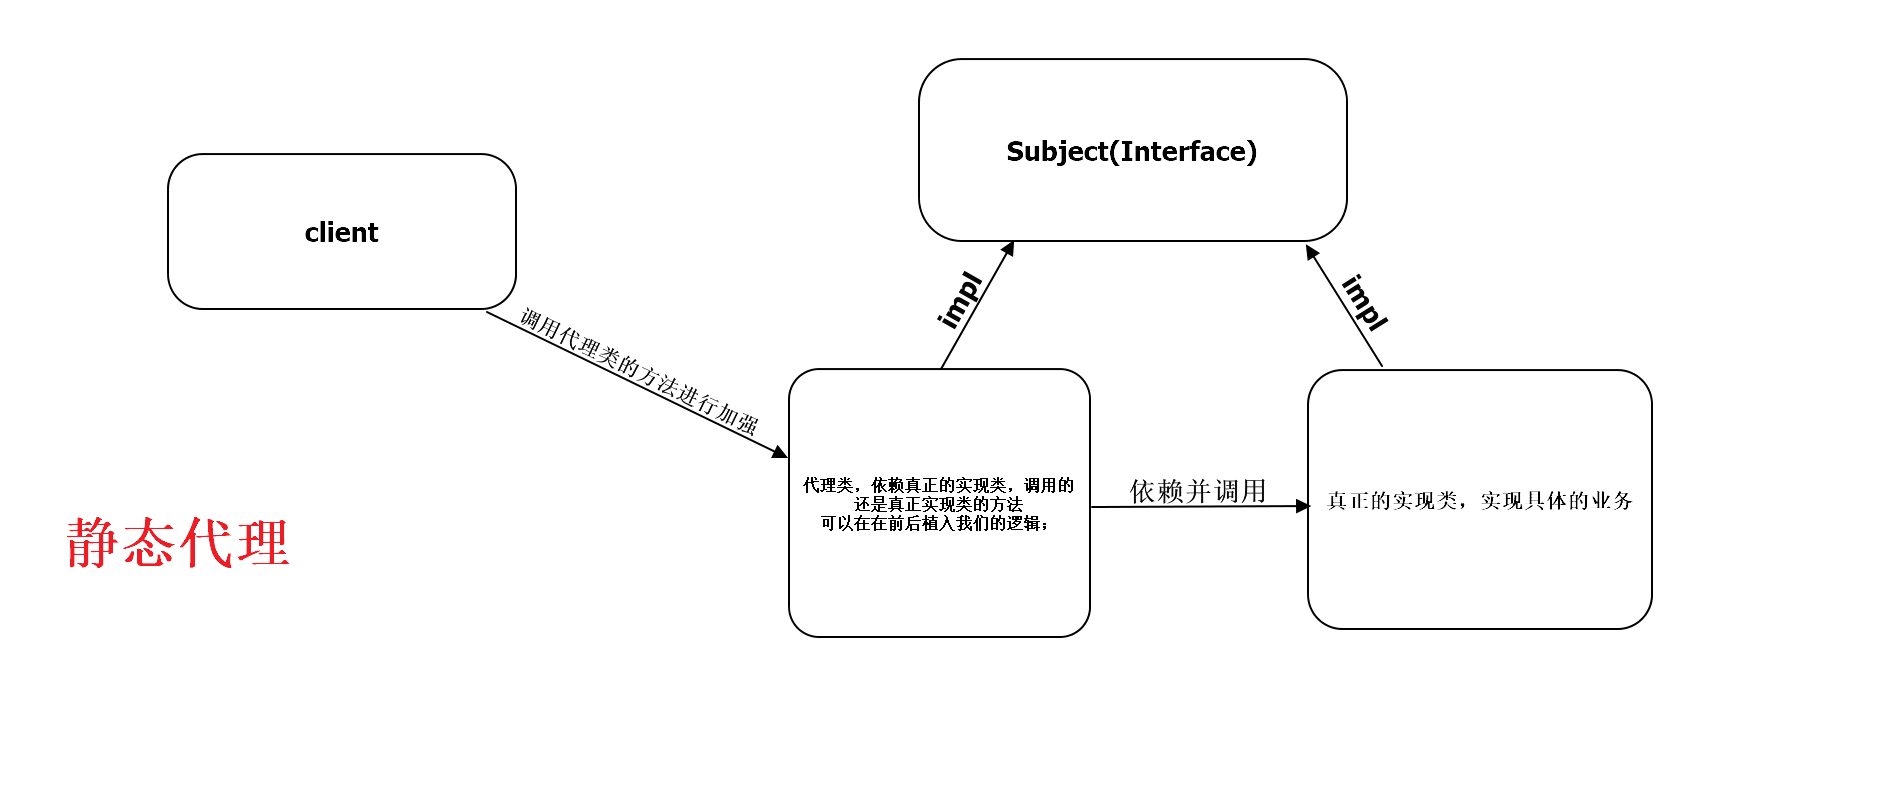 Subject(Interface)
client
impl
impl
调用代理类的方法进行加强
代理类，依赖真正的实现类，调用的
还是真正实现类的方法
可以在在前后植入我们的逻辑；
依赖并调用
真正的实现类，实现具体的业务
静态代理